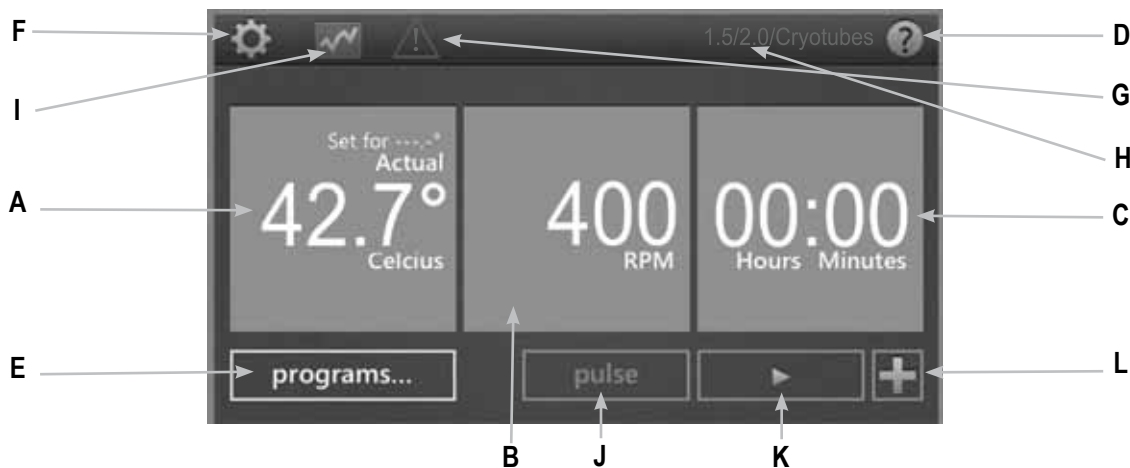 F
D
1.5/2.0/Cryotubes
?
!
I
G
H
Set for ---.-°
Actual
A
42.7°
Celcius
400
RPM
00:00
Hours Minutes
C
E
programs...
pulse
L
B
J
K